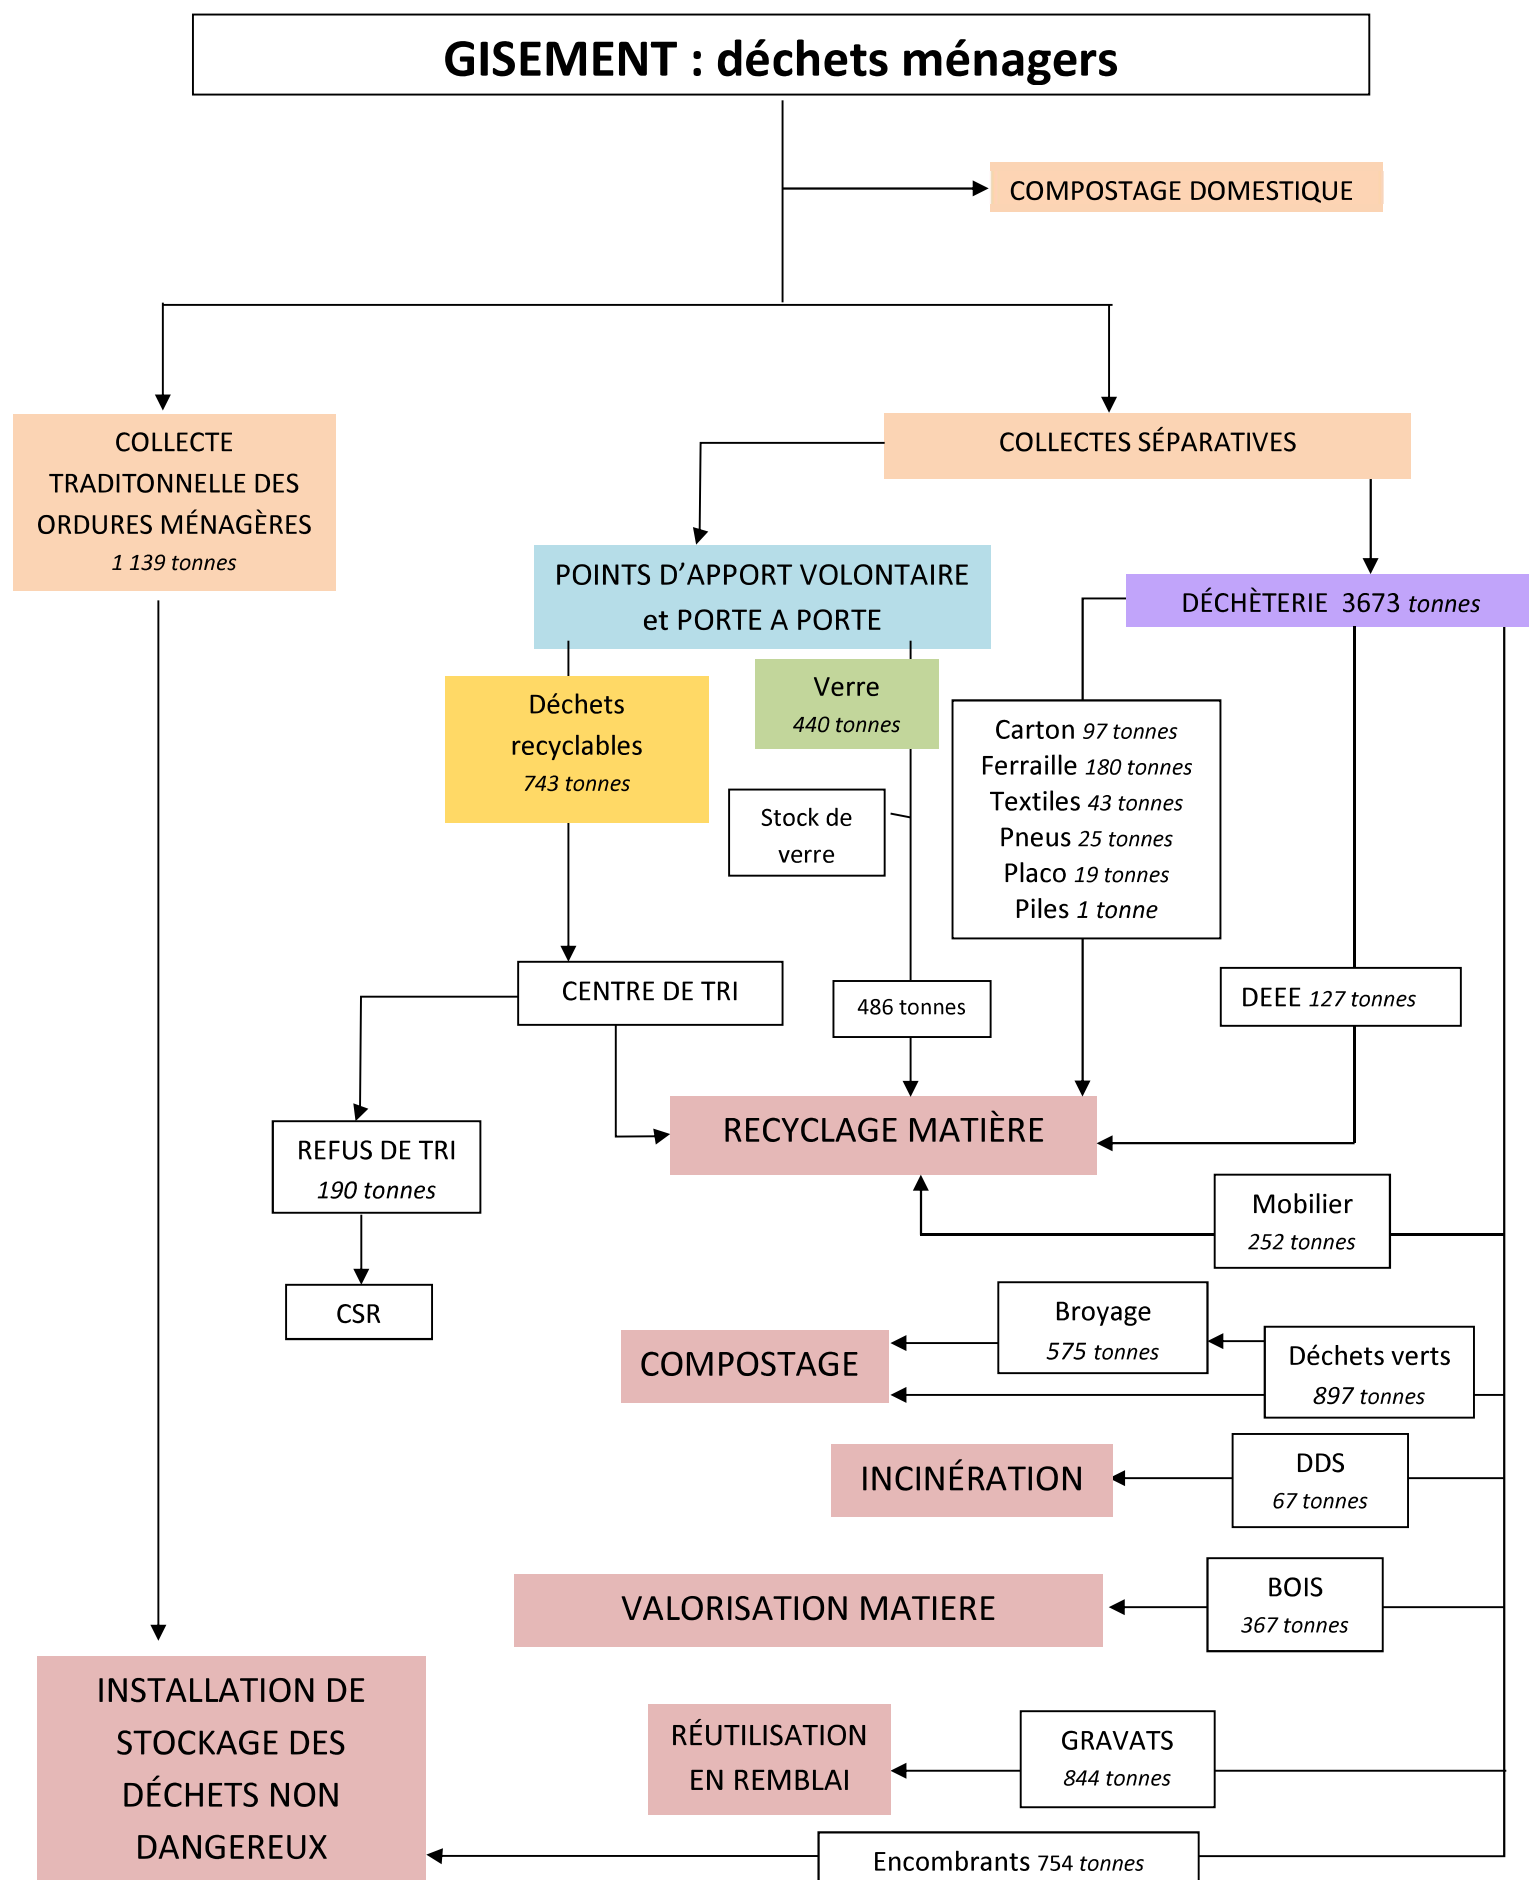 GISEMENT : déchets ménagers
COMPOSTAGE DOMESTIQUE
COLLECTE
TRADITONNELLE DES
ORDURES MÉNAGÈRES
1 139 tonnes
COLLECTES SÉPARATIVES
POINTS D’APPORT VOLONTAIRE
et PORTE A PORTE
DÉCHÈTERIE 3673 tonnes
Déchets
recyclables
743 tonnes
Verre
440 tonnes
Stock de
verre
Carton 97 tonnes
Ferraille 180 tonnes
Textiles 43 tonnes
Pneus 25 tonnes
Placo 19 tonnes
Piles 1 tonne
CENTRE DE TRI
486 tonnes
DEEE 127 tonnes
RECYCLAGE MATIÈRE
REFUS DE TRI
190 tonnes
CSR
Mobilier
252 tonnes
Broyage
575 tonnes
COMPOSTAGE
Déchets verts
897 tonnes
INCINÉRATION
DDS
67 tonnes
VALORISATION MATIERE
BOIS
367 tonnes
INSTALLATION DE
STOCKAGE DES
DÉCHETS NON
DANGEREUX
RÉUTILISATION
EN REMBLAI
GRAVATS
844 tonnes
Encombrants 754 tonnes